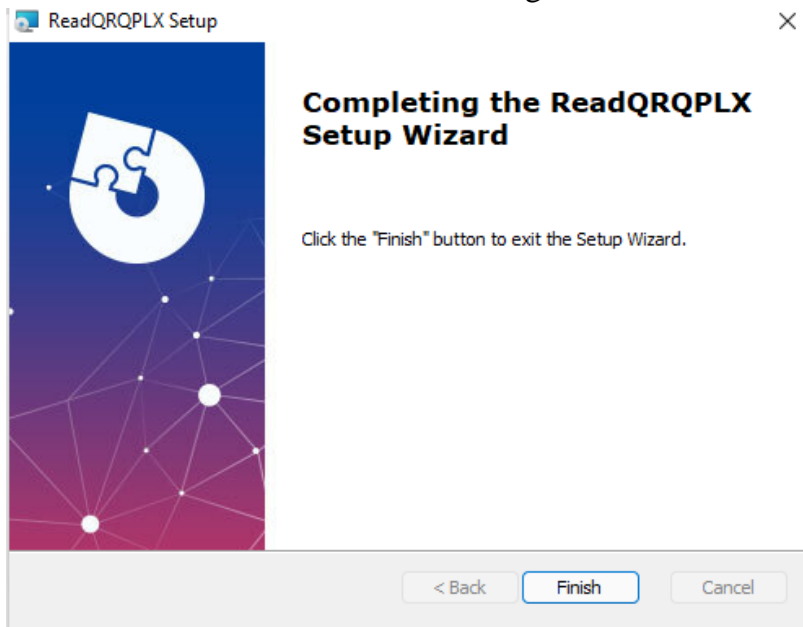 ReadQRQPLX Setup
Completing the ReadQRQPLX
Setup Wizard
Click the "Finish" button to exit the Setup Wizard.
< Back
Finish
Cancel